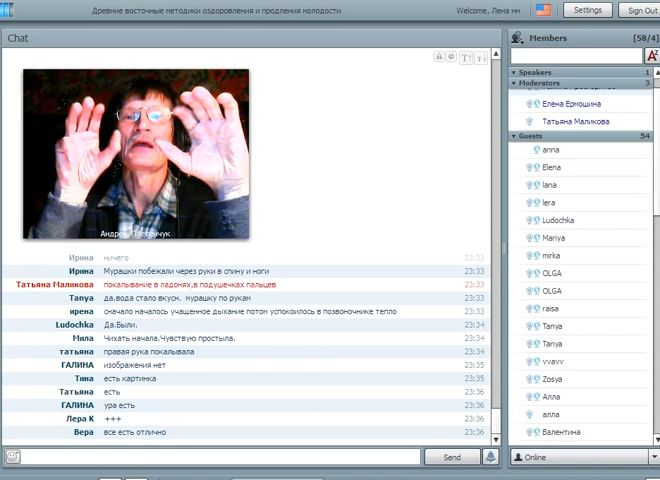 Древние восточные методики оздоровления и продления молодости
Welcome, Лена нн
Settings
Sign Out
Chat
Members
[58/4]
Андрей
Ирина ничего 23:33
Ирина Мурашки побежали через руки в спину и ноги 23:33
Татьяна Маликова покалывание в ладонях,в подушечках пальцев 23:33
Tanya да.вода стало вкусн. мурашку по рукам 23:33
ирена сначало началось учащенное дыхание потом успокоилось в позвоночнике тепло 23:33
Ludochka Да.Были. 23:34
Мила Чихать начала.Чувствую простыла. 23:34
татьяна правая рука покалывала 23:34
ГАЛИНА изображения нет 23:35
Тина есть картинка 23:35
Татьяна есть 23:36
ГАЛИНА ура есть 23:36
Лера К +++ 23:36
Вера все есть отлично 23:36
Send
Speakers 1
Moderators 3
Елена Ермошина
Татьяна Маликова
Guests 54
anna
Elena
lana
lera
Ludochka
Mariya
mirka
OLGA
OLGA
raisa
Tanya
Tanya
vvavv
Zosya
Алла
алла
Валентина
Online